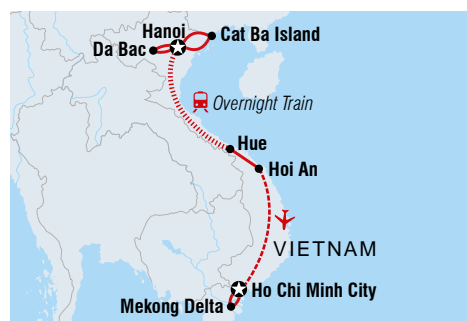 Hanoi
Cat Ba Island
Da Bac
Overnight Train
Hue
Hoi An
VIETNAM
Ho Chi Minh City
Mekong Delta